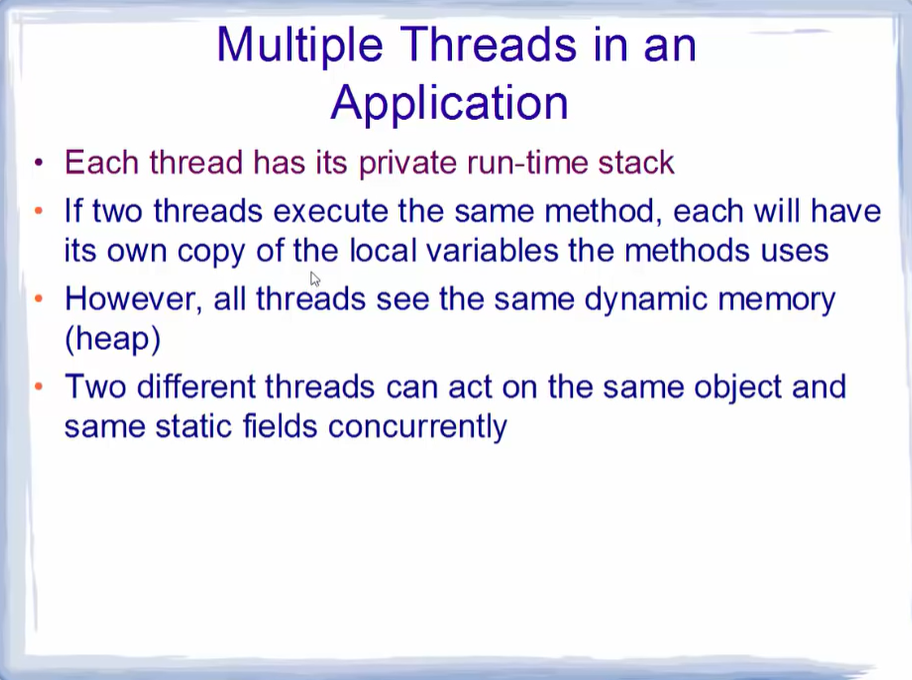 Multiple Threads in an
Application
• Each thread has its private run-time stack
• If two threads execute the same method, each will have
its own copy of the local variables the methods uses
• However, all threads see the same dynamic memory
(heap)
• Two different threads can act on the same object and
same static fields concurrently